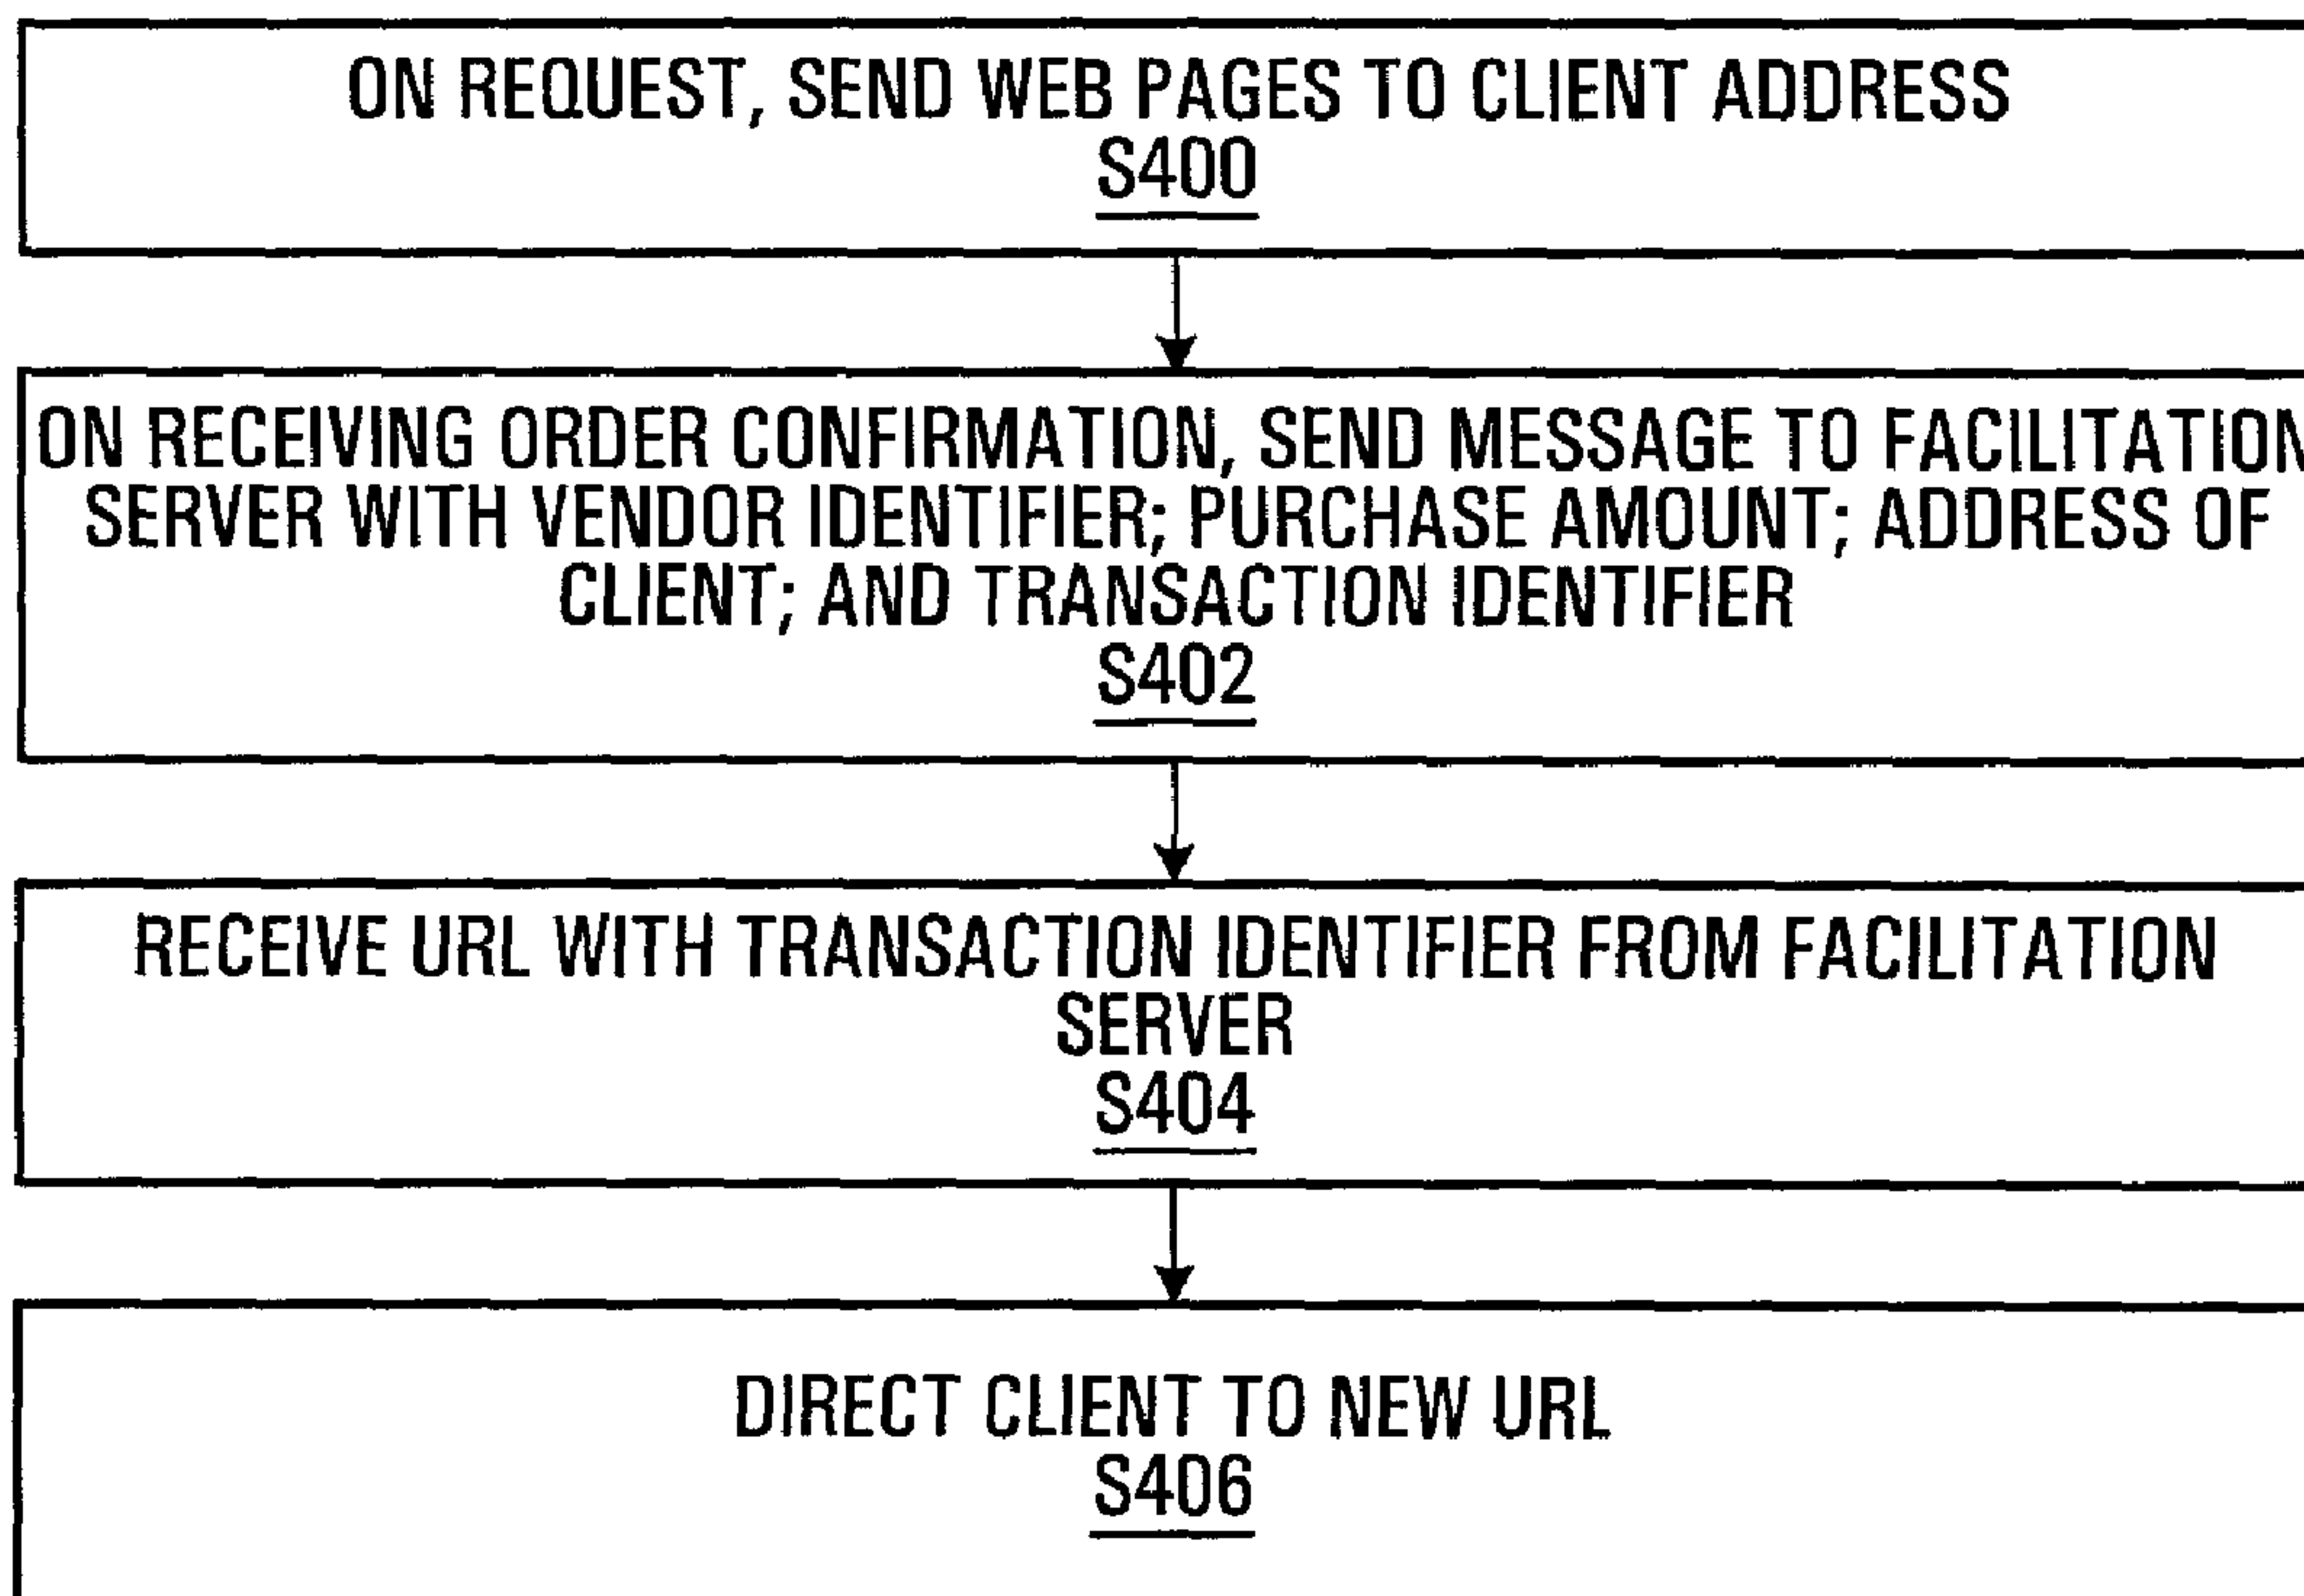 ON REQUEST, SEND WEB PAGES TO CLIENT ADDRESS
S400
ON RECEIVING ORDER CONFIRMATION, SEND MESSAGE TO FACILITATION
SERVER WITH VENDOR IDENTIFIER; PURCHASE AMOUNT; ADDRESS OF
CLIENT; AND TRANSACTION IDENTIFIER
S402
RECEIVE URL WITH TRANSACTION IDENTIFIER FROM FACILITATION
SERVER
S404
DIRECT CLIENT TO NEW URL
S406